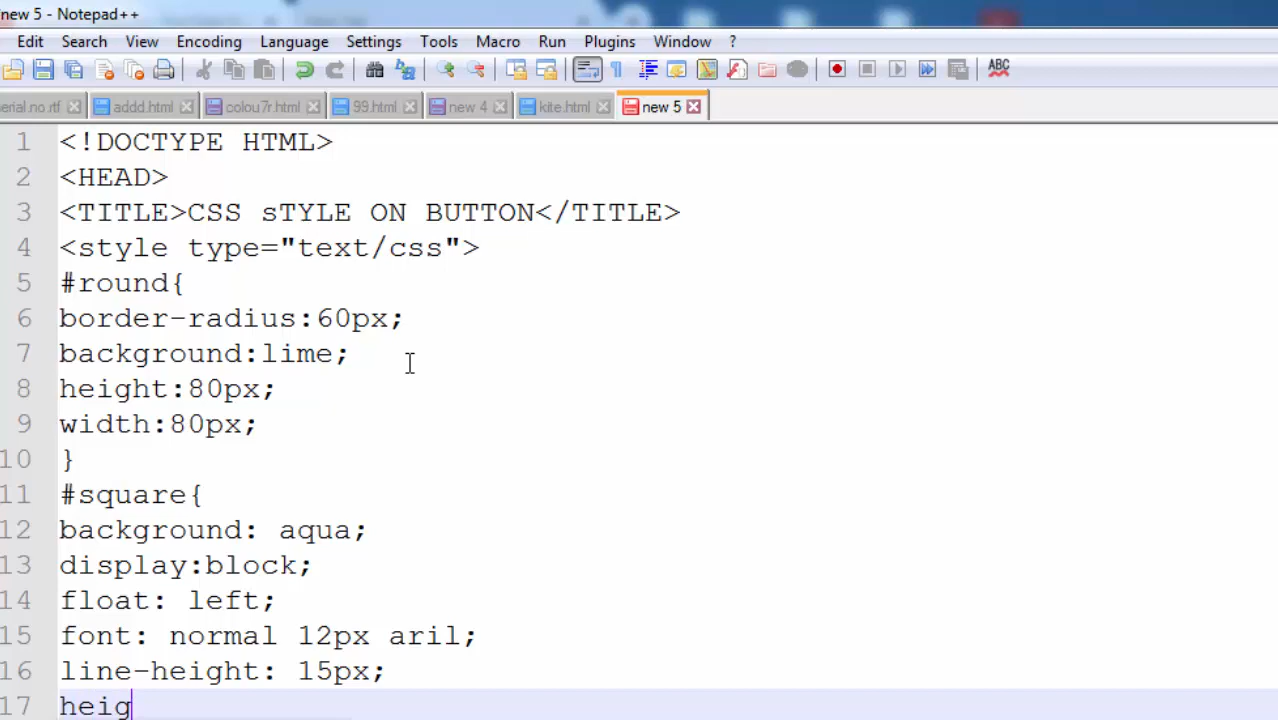 new 5 - Notepad++
Edit Search View Encoding Language Settings Tools Macro Run Plugins Window ?
ABC
erial.no.rtf addd.html colou7r.html 99.html new 4 kite.html new 5
1 <!DOCTYPE HTML>
2 <HEAD>
3 <TITLE>CSS sTYLE ON BUTTON</TITLE>
4 <style type="text/css">
5 #round{
6 border-radius:60px;
7 background:lime;
8 height:80px;
9 width:80px;
10 }
11 #square{
12 background: aqua;
13 display:block;
14 float: left;
15 font: normal 12px aril;
16 line-height: 15px;
17 heig